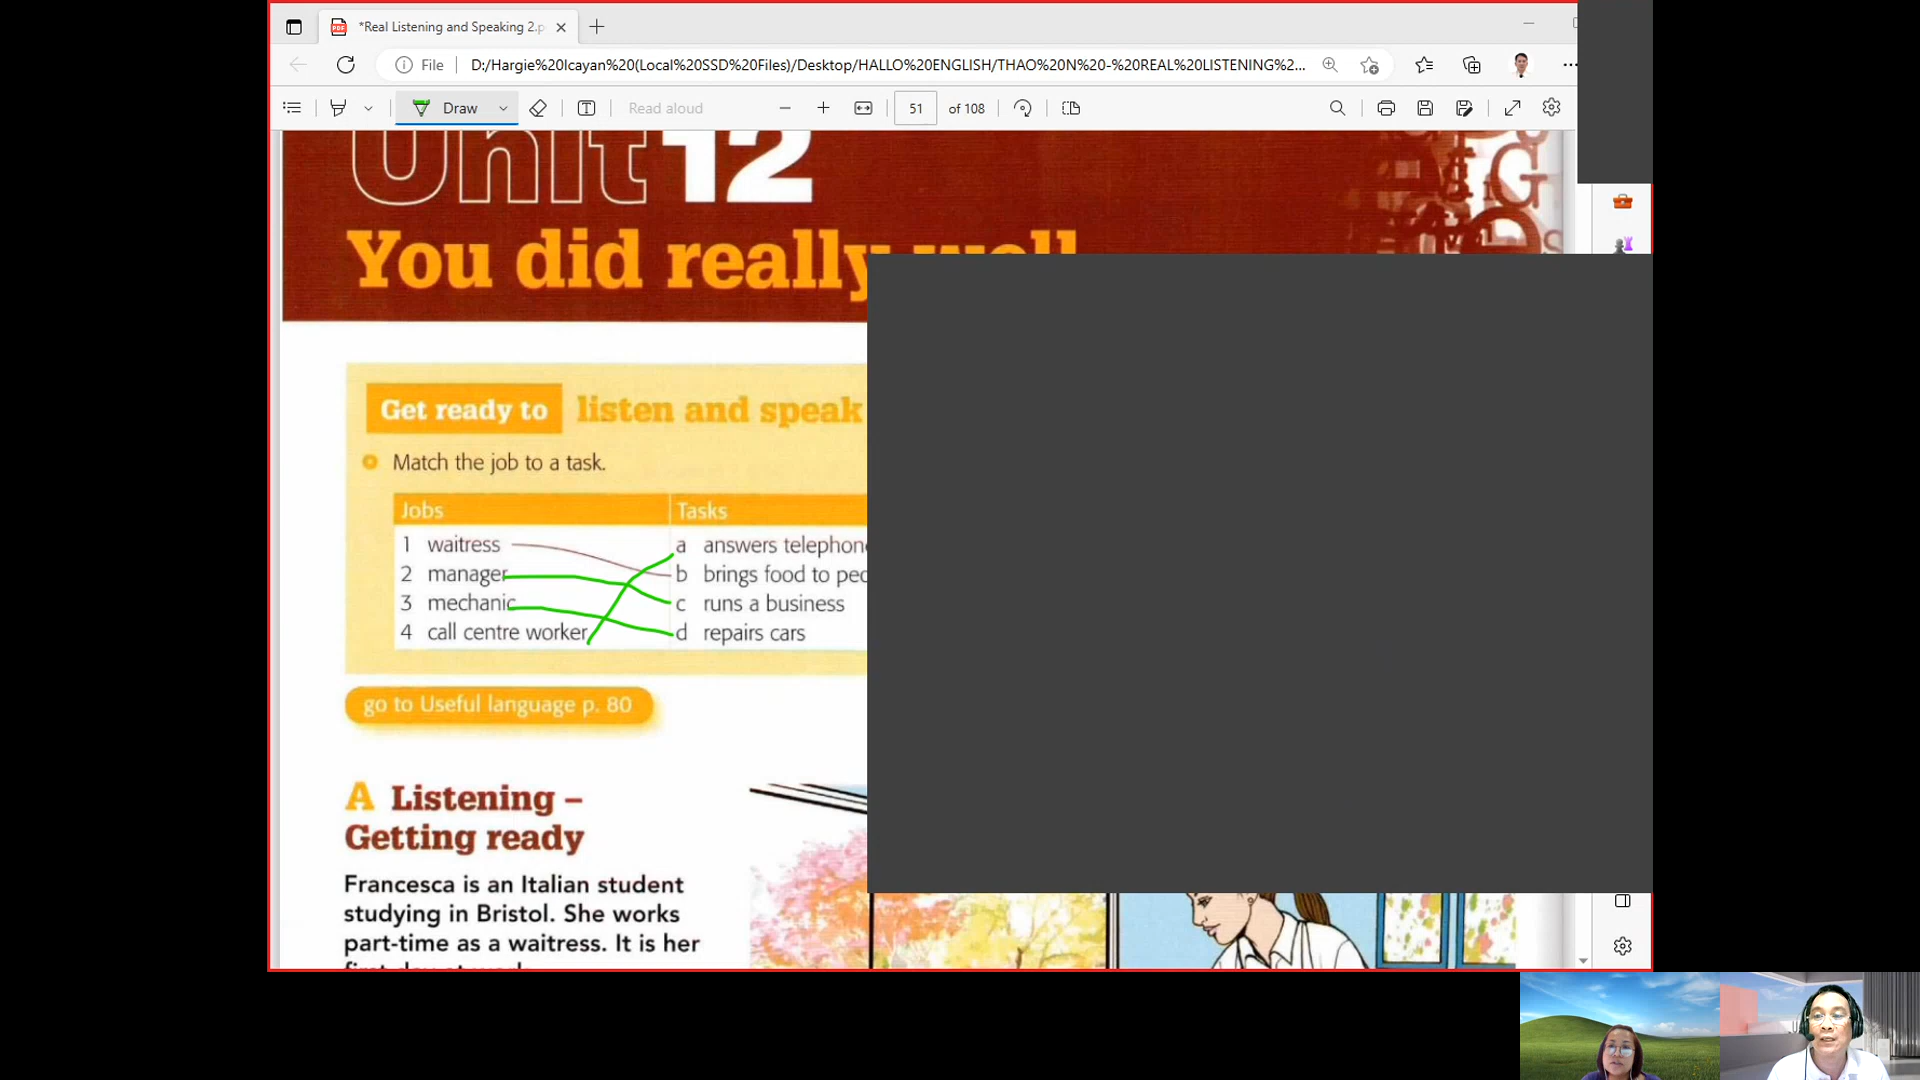 *Real Listening and Speaking 2.p
File
D:/Hargie%20Icayan%20(Local%20SSD%20Files)/Desktop/HALLO%20ENGLISH/THAO%20N%20-%20REAL%20LISTENING%2...
Draw
Read aloud
51 of 108
Unit 12
You did really well
Get ready to listen and speak
Match the job to a task.
Jobs Tasks
1 waitress a answers telephon
2 manager b brings food to peo
3 mechanic c runs a business
4 call centre worker d repairs cars
go to Useful language p. 80
A Listening –
Getting ready
Francesca is an Italian student
studying in Bristol. She works
part-time as a waitress. It is her